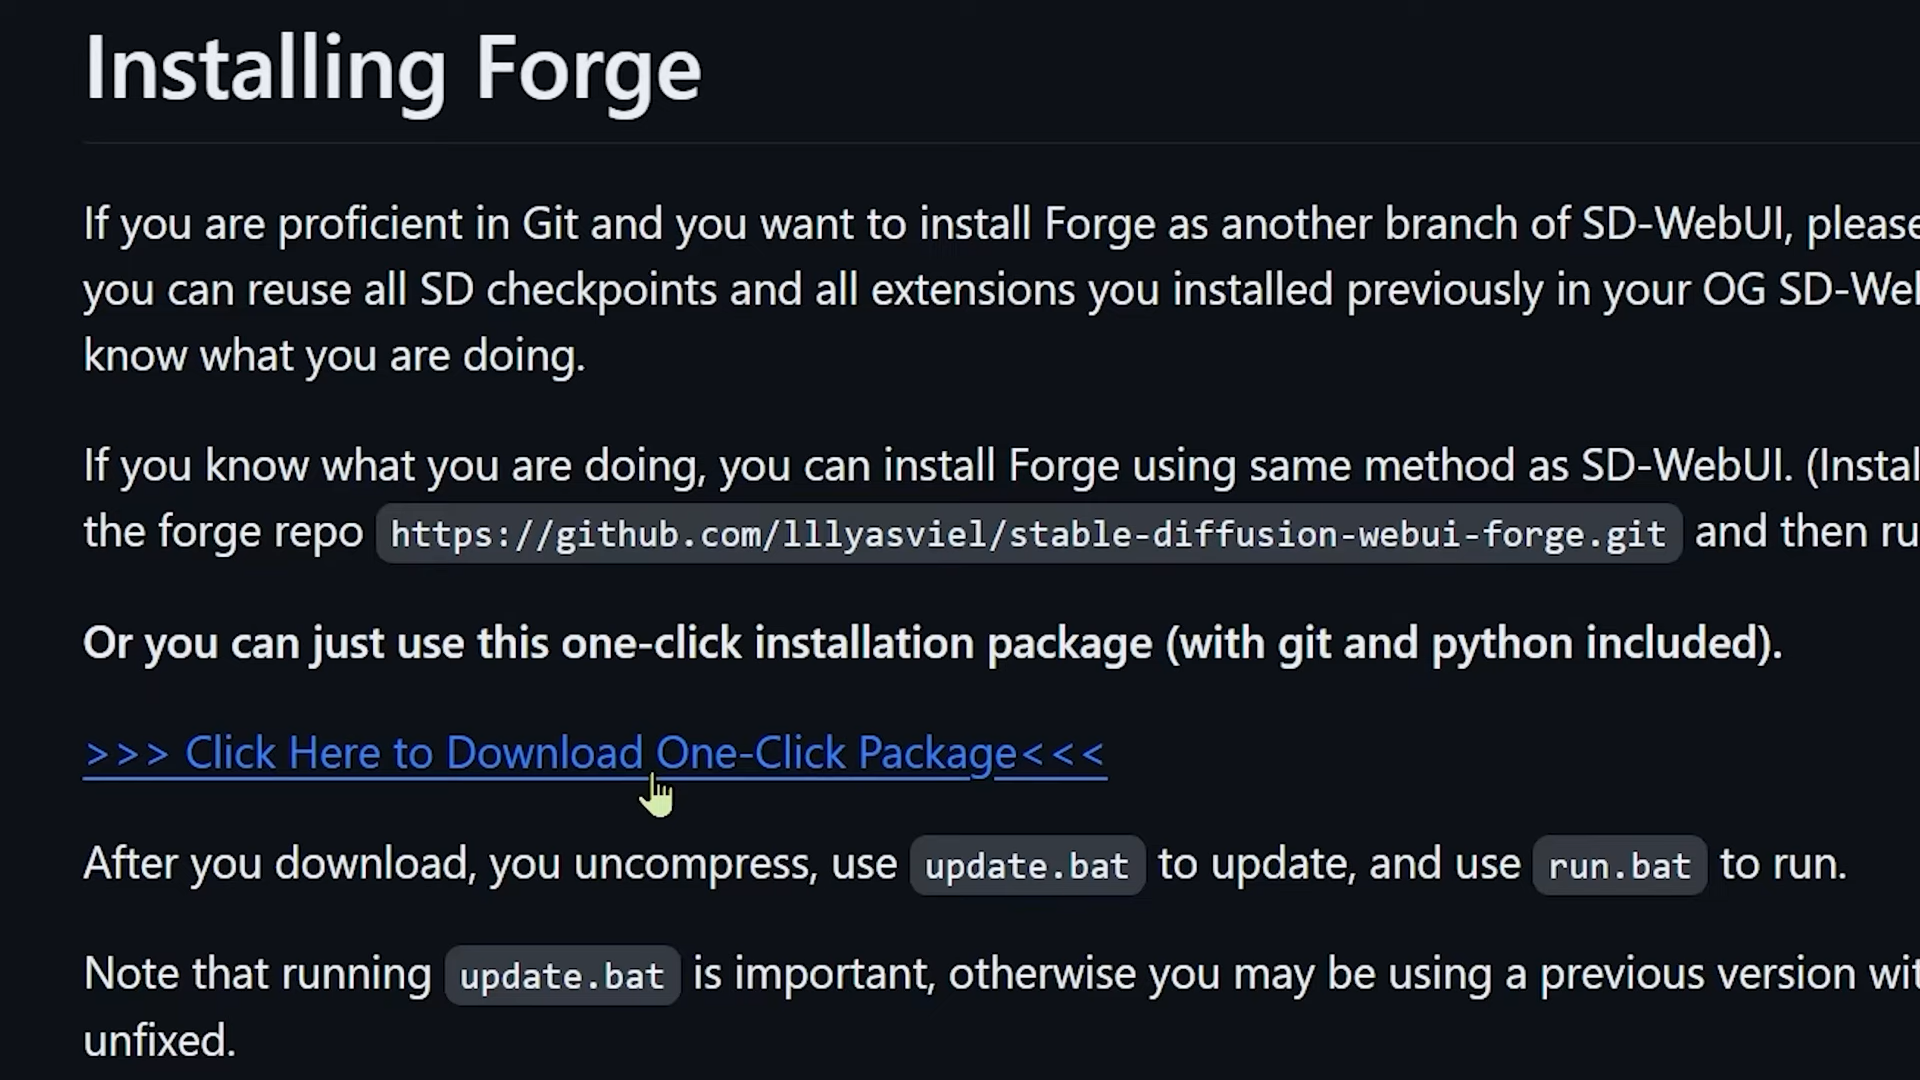 Installing Forge
If you are proficient in Git and you want to install Forge as another branch of SD-WebUI, please
you can reuse all SD checkpoints and all extensions you installed previously in your OG SD-We
know what you are doing.
If you know what you are doing, you can install Forge using same method as SD-WebUI. (Instal
the forge repo https://github.com/lllyasviel/stable-diffusion-webui-forge.git and then ru
Or you can just use this one-click installation package (with git and python included).
>>> Click Here to Download One-Click Package<<<
After you download, you uncompress, use update.bat to update, and use run.bat to run.
Note that running update.bat is important, otherwise you may be using a previous version wit
unfixed.